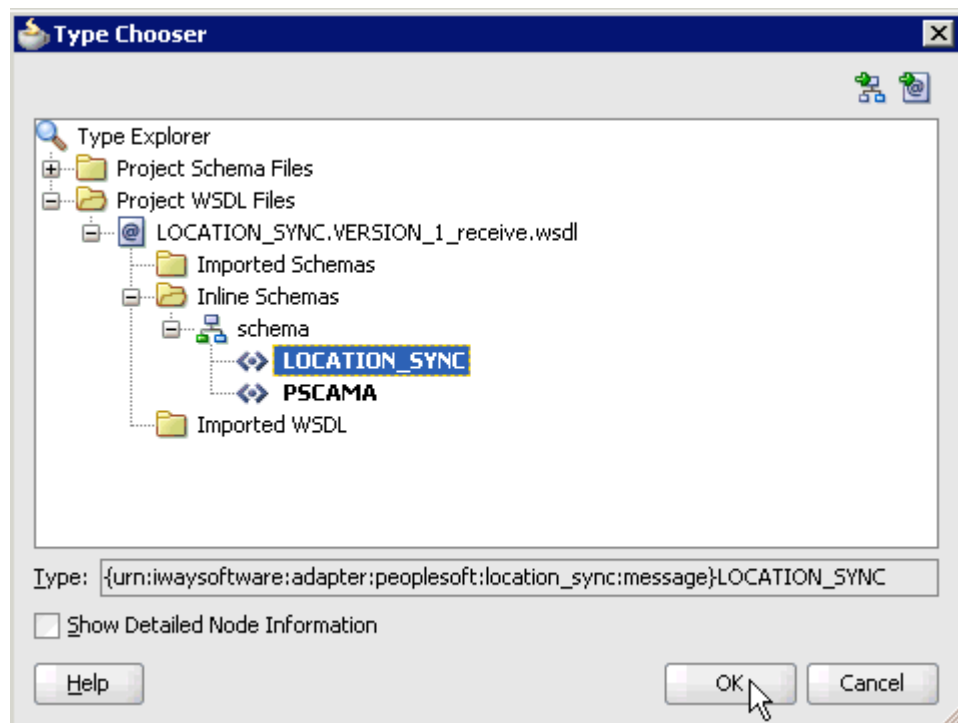 Type Chooser
Type Explorer
Project Schema Files
Project WSDL Files
LOCATION_SYNC.VERSION_1_receive.wsdl
Imported Schemas
Inline Schemas
schema
LOCATION_SYNC
PSCAMA
Imported WSDL
Type: {urn:iwaysoftware:adapter:peoplesoft:location_sync:message}LOCATION_SYNC
Show Detailed Node Information
Help OK Cancel